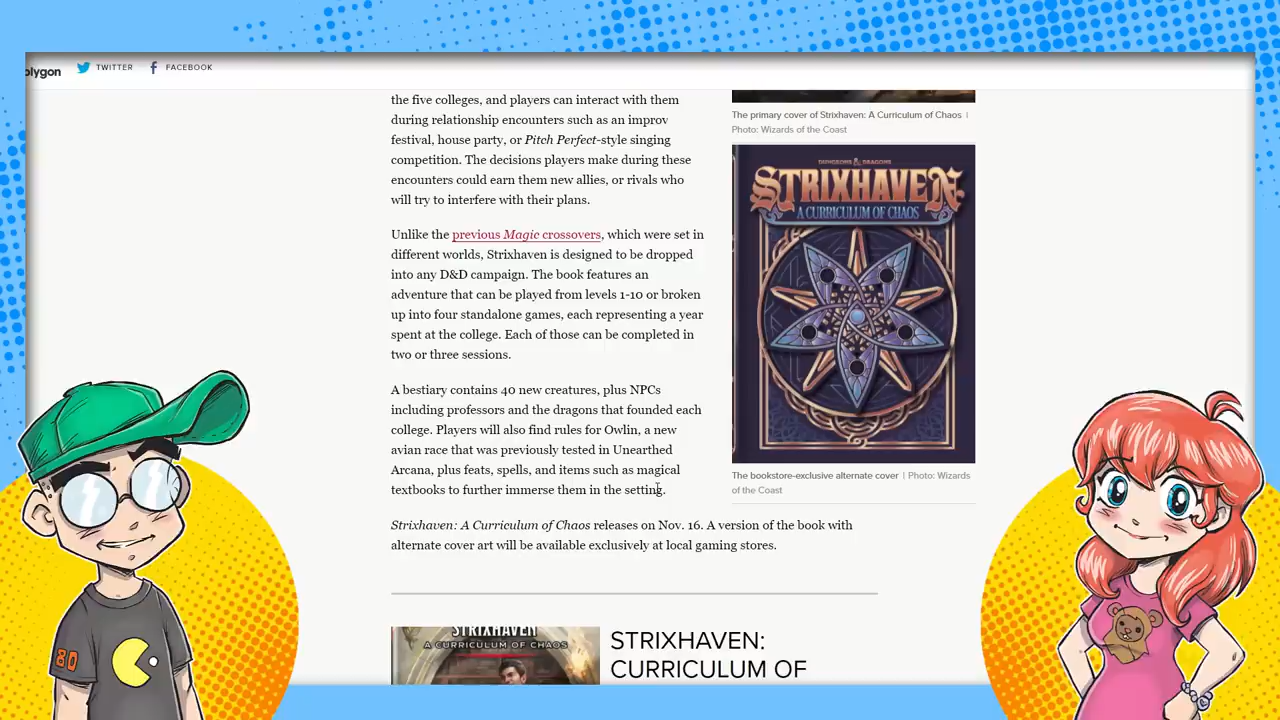 olygon
TWITTER
FACEBOOK
the five colleges, and players can interact with them
during relationship encounters such as an improv
festival, house party, or Pitch Perfect-style singing
competition. The decisions players make during these
encounters could earn them new allies, or rivals who
will try to interfere with their plans.
Unlike the previous Magic crossovers, which were set in
different worlds, Strixhaven is designed to be dropped
into any D&D campaign. The book features an
adventure that can be played from levels 1-10 or broken
up into four standalone games, each representing a year
spent at the college. Each of those can be completed in
two or three sessions.
A bestiary contains 40 new creatures, plus NPCs
including professors and the dragons that founded each
college. Players will also find rules for Owlin, a new
avian race that was previously tested in Unearthed
Arcana, plus feats, spells, and items such as magical
textbooks to further immerse them in the setting.
The primary cover of Strixhaven: A Curriculum of Chaos |
Photo: Wizards of the Coast
DUNGEONS & DRAGONS
STRIXHAVEN
A CURRICULUM OF CHAOS
The bookstore-exclusive alternate cover | Photo: Wizards
of the Coast
Strixhaven: A Curriculum of Chaos releases on Nov. 16. A version of the book with
alternate cover art will be available exclusively at local gaming stores.
STRIXHAVEN
A CURRICULUM OF CHAOS
STRIXHAVEN:
CURRICULUM OF
80